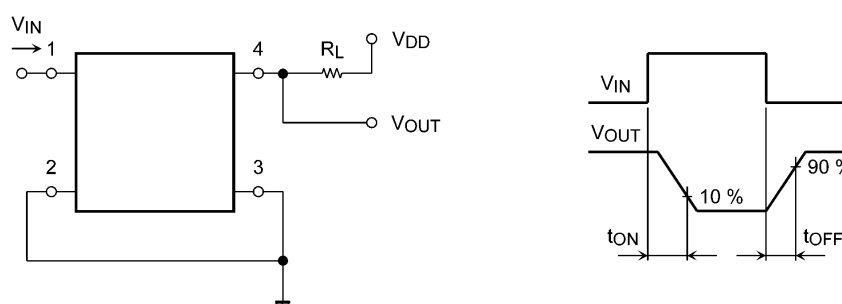 VIN
1
4
RL
VDD
VOUT
2
3
VIN
VOUT
10 %
90 %
tON
tOFF